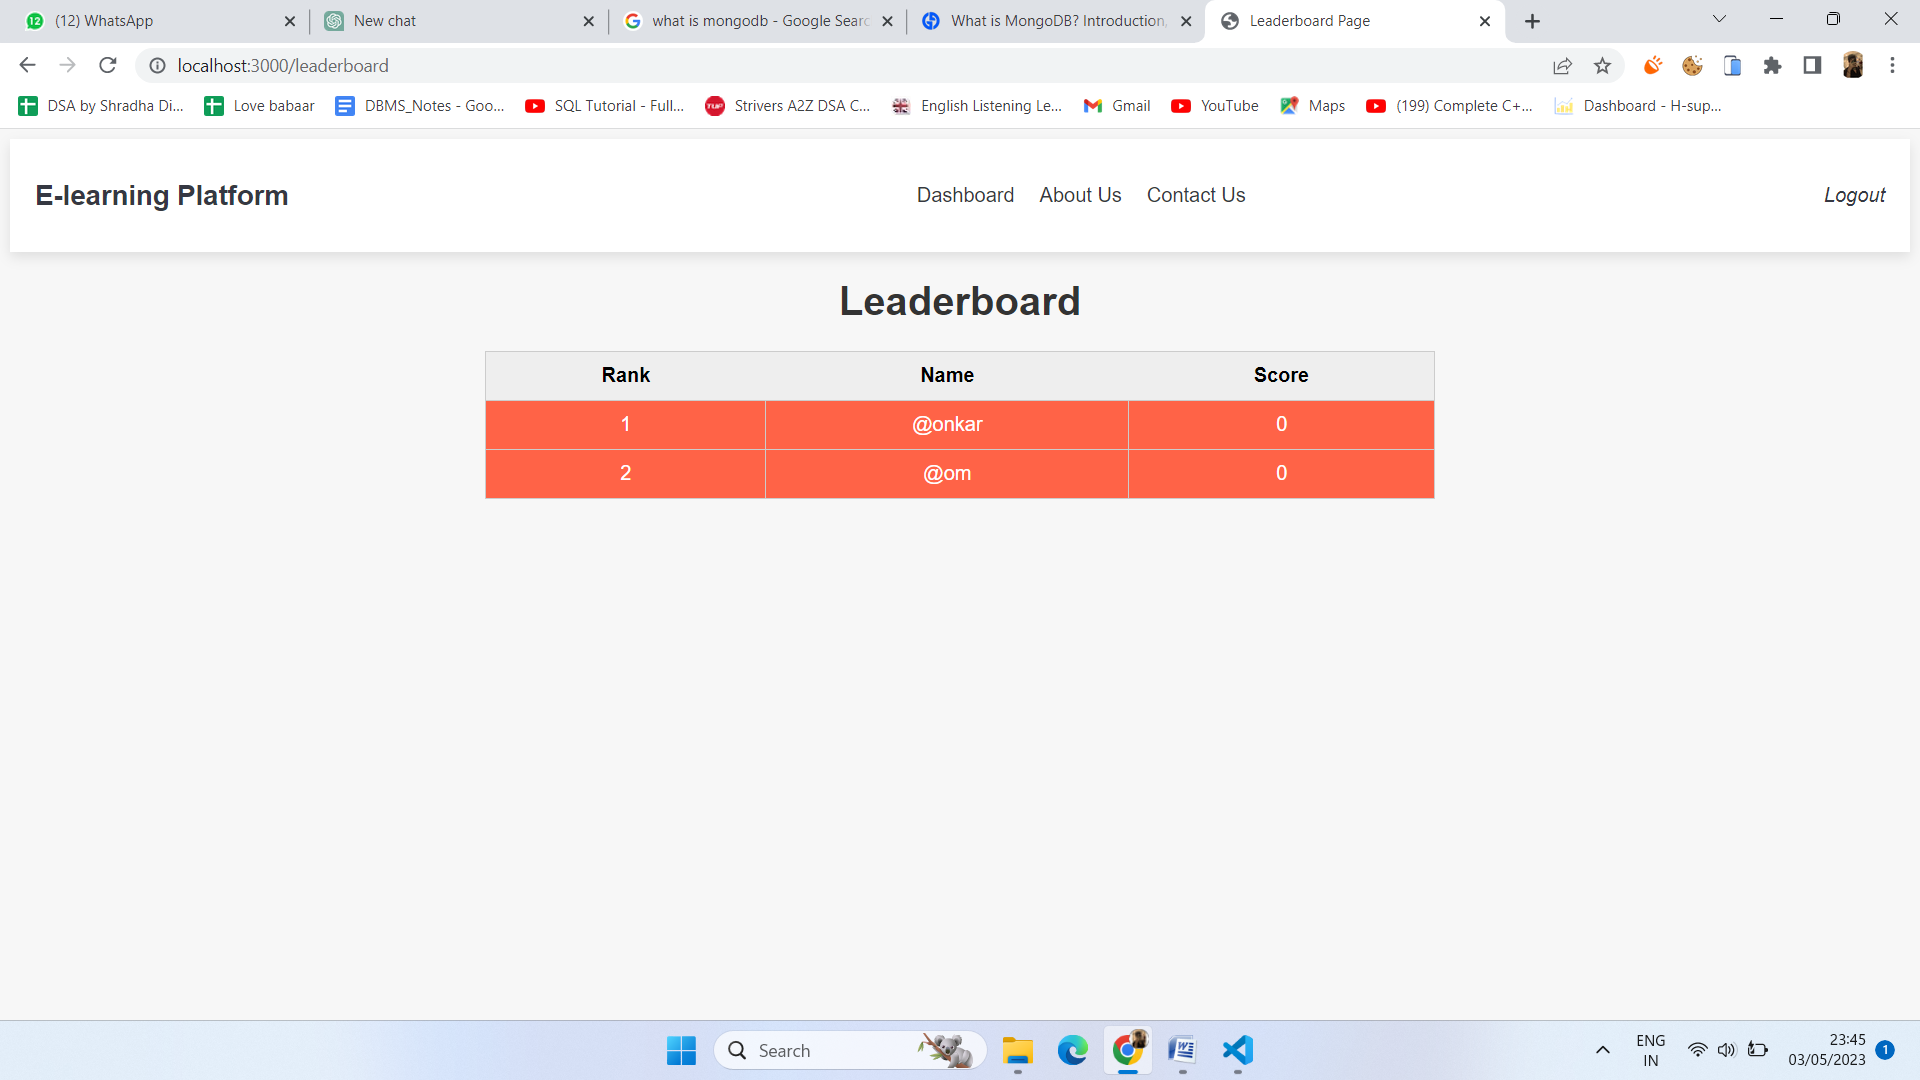 (12) WhatsApp
New chat
what is mongodb - Google Searc
What is MongoDB? Introduction,
Leaderboard Page
localhost:3000/leaderboard
DSA by Shradha Di...
Love babaar
DBMS_Notes - Goo...
SQL Tutorial - Full...
Strivers A2Z DSA C...
English Listening Le...
Gmail
YouTube
Maps
(199) Complete C+...
Dashboard - H-sup...
E-learning Platform
Dashboard
About Us
Contact Us
Logout
Leaderboard
Rank Name Score
1 @onkar 0
2 @om 0
Search
ENG
IN
23:45
03/05/2023
1